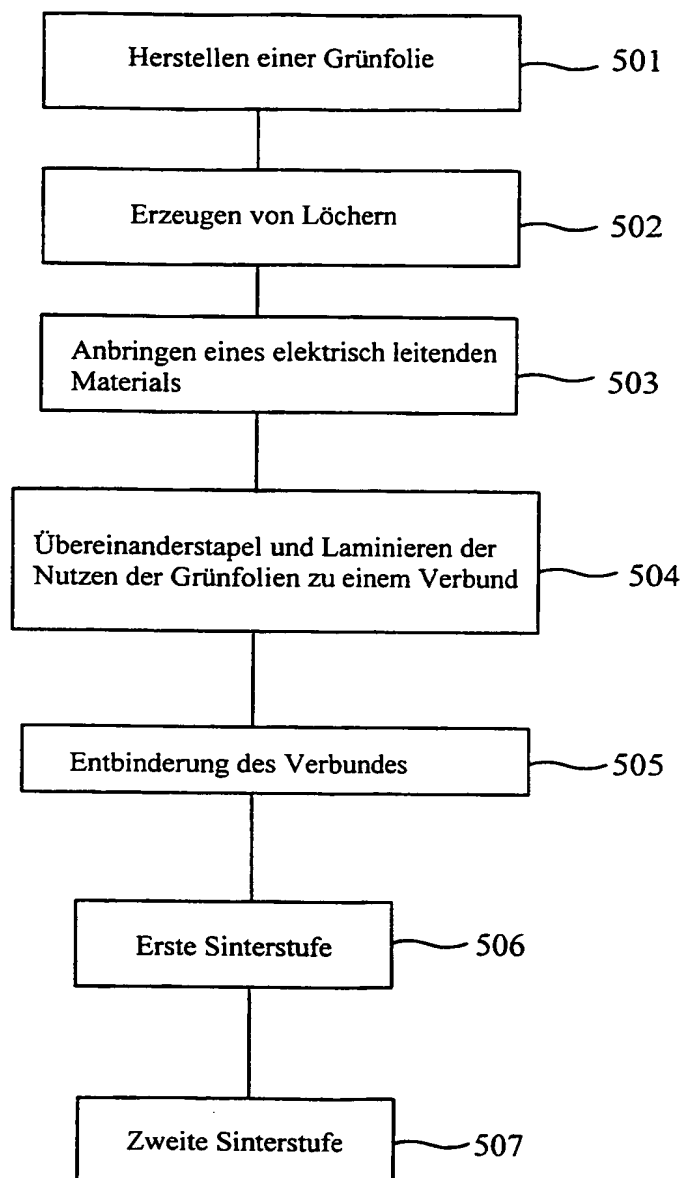 Herstellen einer Grünfolie
501
Erzeugen von Löchern
502
Anbringen eines elektrisch leitenden
Materials
503
Übereinanderstapel und Laminieren der
Nutzen der Grünfolien zu einem Verbund
504
Entbinderung des Verbundes
505
Erste Sinterstufe
506
Zweite Sinterstufe
507